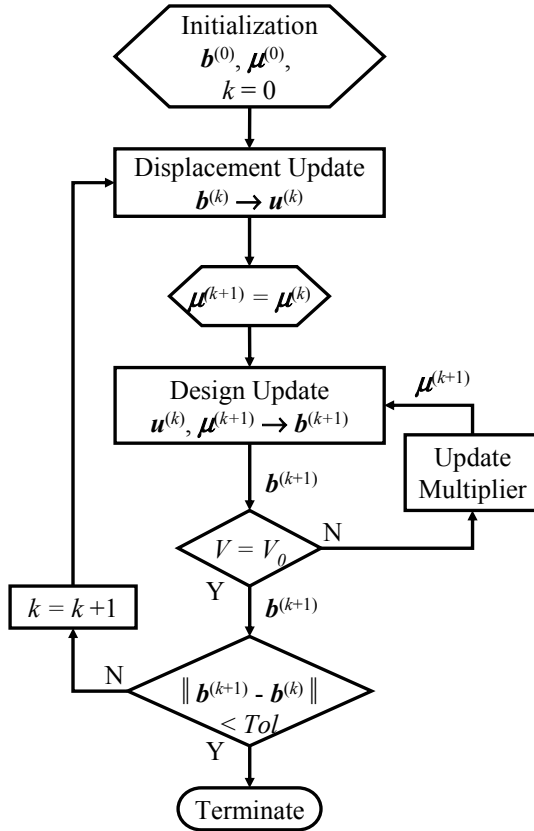 Initialization
b^(0), μ^(0),
k = 0
Displacement Update
b^(k) → u^(k)
μ^(k+1) = μ^(k)
Design Update
u^(k), μ^(k+1) → b^(k+1)
μ^(k+1)
Update
Multiplier
b^(k+1)
V = V_0
N
Y
b^(k+1)
k = k +1
N
‖ b^(k+1) - b^(k) ‖
< Tol
Y
Terminate